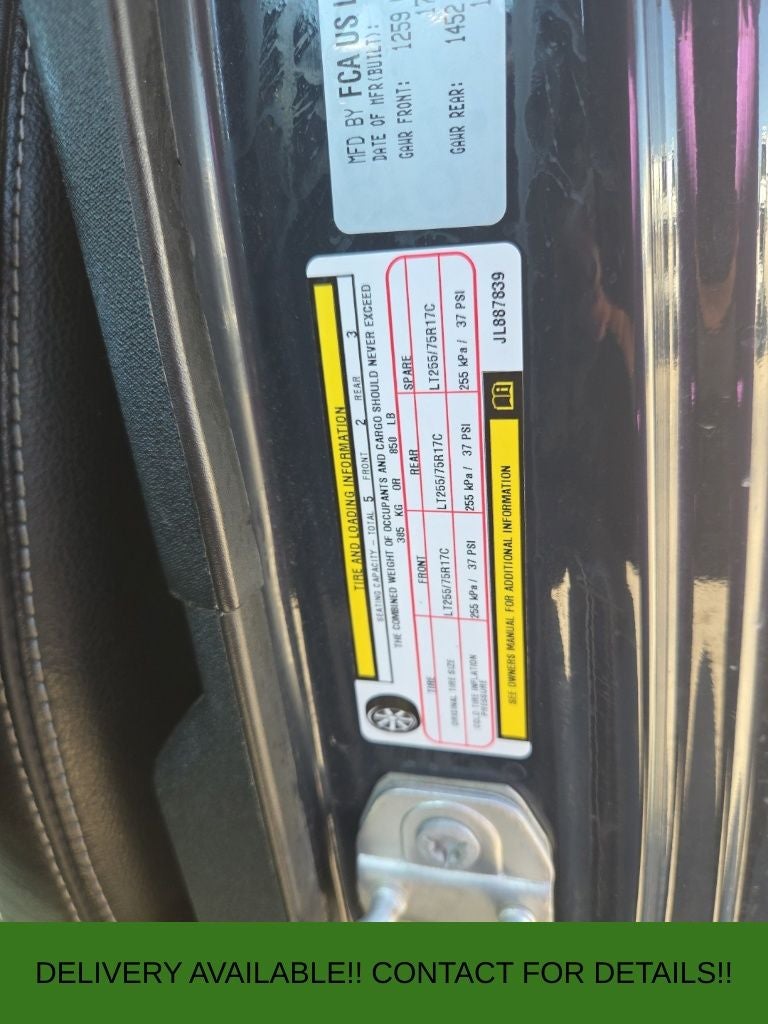 MFD BY FCA US
DATE OF MFR(BUILT):
GAWR FRONT: 1259
GAWR REAR: 1452
TIRE AND LOADING INFORMATION
SEATING CAPACITY - TOTAL 5 FRONT 2 REAR 3
THE COMBINED WEIGHT OF OCCUPANTS AND CARGO SHOULD NEVER EXCEED
385 KG OR 850 LB
TIRE FRONT REAR SPARE
ORIGINAL TIRE SIZE LT255/75R17C LT255/75R17C LT255/75R17C
COLD TIRE INFLATION PRESSURE 255 kPa / 37 PSI 255 kPa / 37 PSI 255 kPa / 37 PSI
SEE OWNERS MANUAL FOR ADDITIONAL INFORMATION
JL887839
DELIVERY AVAILABLE!! CONTACT FOR DETAILS!!